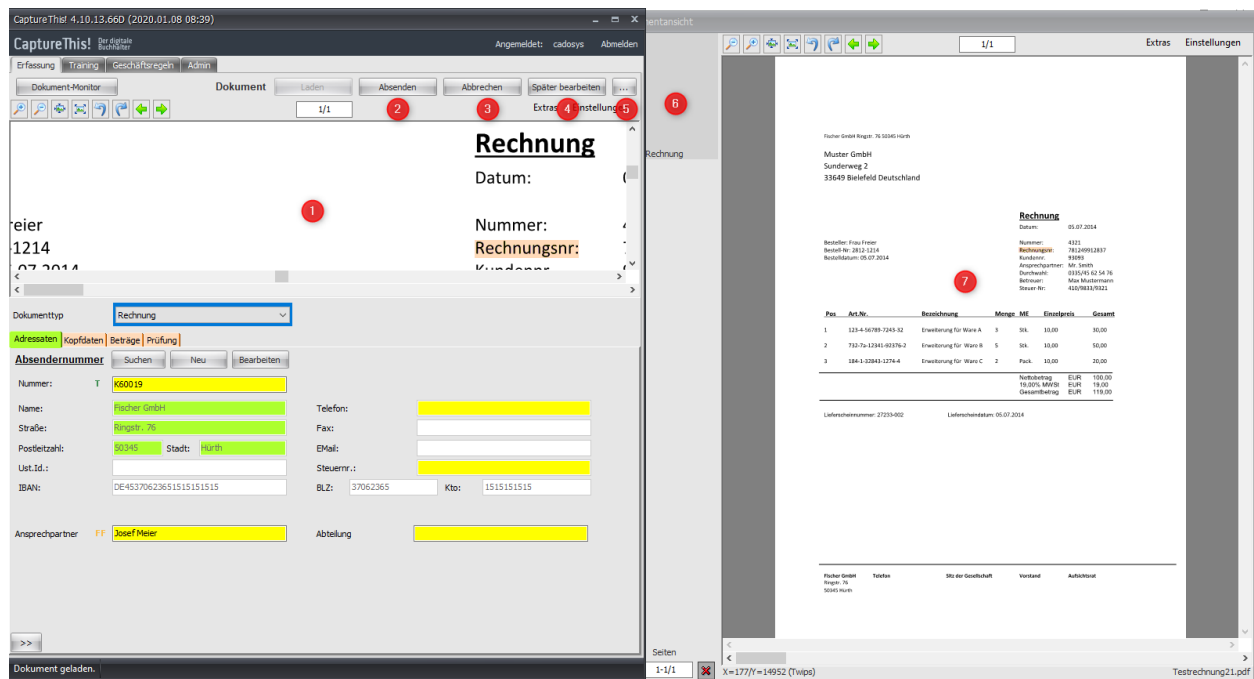 CaptureThis! 4.10.13.66D (2020.01.08 08:39)
CaptureThis! Der digitale Buchhalter
Angemeldet: cadosys Abmelden
Erfassung Training Geschäftsregeln Admin
Dokument-Monitor Dokument Laden Absenden Abbrechen Später bearbeiten ...
1/1 Extras Einstellungen
2 3 4 5
Rechnung
Datum:
1
reier Nummer:
-1214 Rechnungsnr:
.07.2014 Kundennr.
Dokumenttyp Rechnung
Adressaten Kopfdaten Beträge Prüfung
Absendernummer Suchen Neu Bearbeiten
Nummer: T K60019
Name: Fischer GmbH Telefon:
Straße: Ringstr. 76 Fax:
Postleitzahl: 50345 Stadt: Hürth EMail:
Ust.Id.: Steuernr.:
IBAN: DE45370623651515151515 BLZ: 37062365 Kto: 1515151515
Ansprechpartner FF Josef Meier Abteilung
>>
Dokument geladen.
mentansicht
1/1 Extras Einstellungen
6
Rechnung
Fischer GmbH Ringstr. 76 50345 Hürth
Muster GmbH
Sunderweg 2
33649 Bielefeld Deutschland
Rechnung
Datum: 05.07.2014
Besteller: Frau Freier Nummer: 4321
Bestell-Nr: 2812-1214 Rechnungsnr: 781249912837
Bestelldatum: 05.07.2014 Kundennr. 93093
Ansprechpartner: Mr. Smith
Durchwahl: 0335/45 62 54 76
Betreuer: Max Mustermann
Steuer-Nr: 410/9833/9321
7
Pos Art.Nr. Bezeichnung Menge ME Einzelpreis Gesamt
1 123-4-56789-7243-32 Erweiterung für Ware A 3 Stk. 10,00 30,00
2 732-7a-12341-92376-2 Erweiterung für Ware B 5 Stk. 10,00 50,00
3 184-1-32843-1274-4 Erweiterung für Ware C 2 Pack. 10,00 20,00
Nettobetrag EUR 100,00
19.00% MWSt EUR 19,00
Gesamtbetrag EUR 119,00
Lieferscheinnummer: 27233-002 Lieferscheindatum: 05.07.2014
Fischer GmbH Telefon Sitz der Gesellschaft Vorstand Aufsichtsrat
Ringstr. 76
50345 Hürth
Seiten
1-1/1
X=177/Y=14952 (Twips) Testrechnung21.pdf